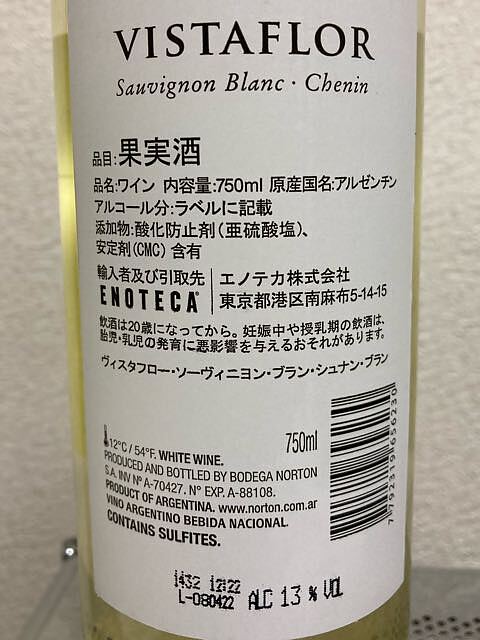 VISTAFLOR
Sauvignon Blanc · Chenin
品目:果実酒
品名:ワイン 内容量:750ml 原産国名:アルゼンチン
アルコール分:ラベルに記載
添加物:酸化防止剤(亜硫酸塩)、
安定剤(CMC)含有
輸入者及び引取先
ENOTECA
エノテカ株式会社
東京都港区南麻布5-14-15
飲酒は20歳になってから。妊娠中や授乳期の飲酒は、
胎児・乳児の発育に悪影響を与えるおそれがあります。
ヴィスタフロー・ソーヴィニヨン・ブラン・シュナン・ブラン
12°C / 54°F. WHITE WINE.
750ml
PRODUCED AND BOTTLED BY BODEGA NORTON
S.A. INV Nº A-70427. N° EXP. A-88108.
PRODUCT OF ARGENTINA. www.norton.com.ar
VINO ARGENTINO BEBIDA NACIONAL.
CONTAINS SULFITES.
7 792319 656230
1432 12122
L-080422 ALC 13 % VOL